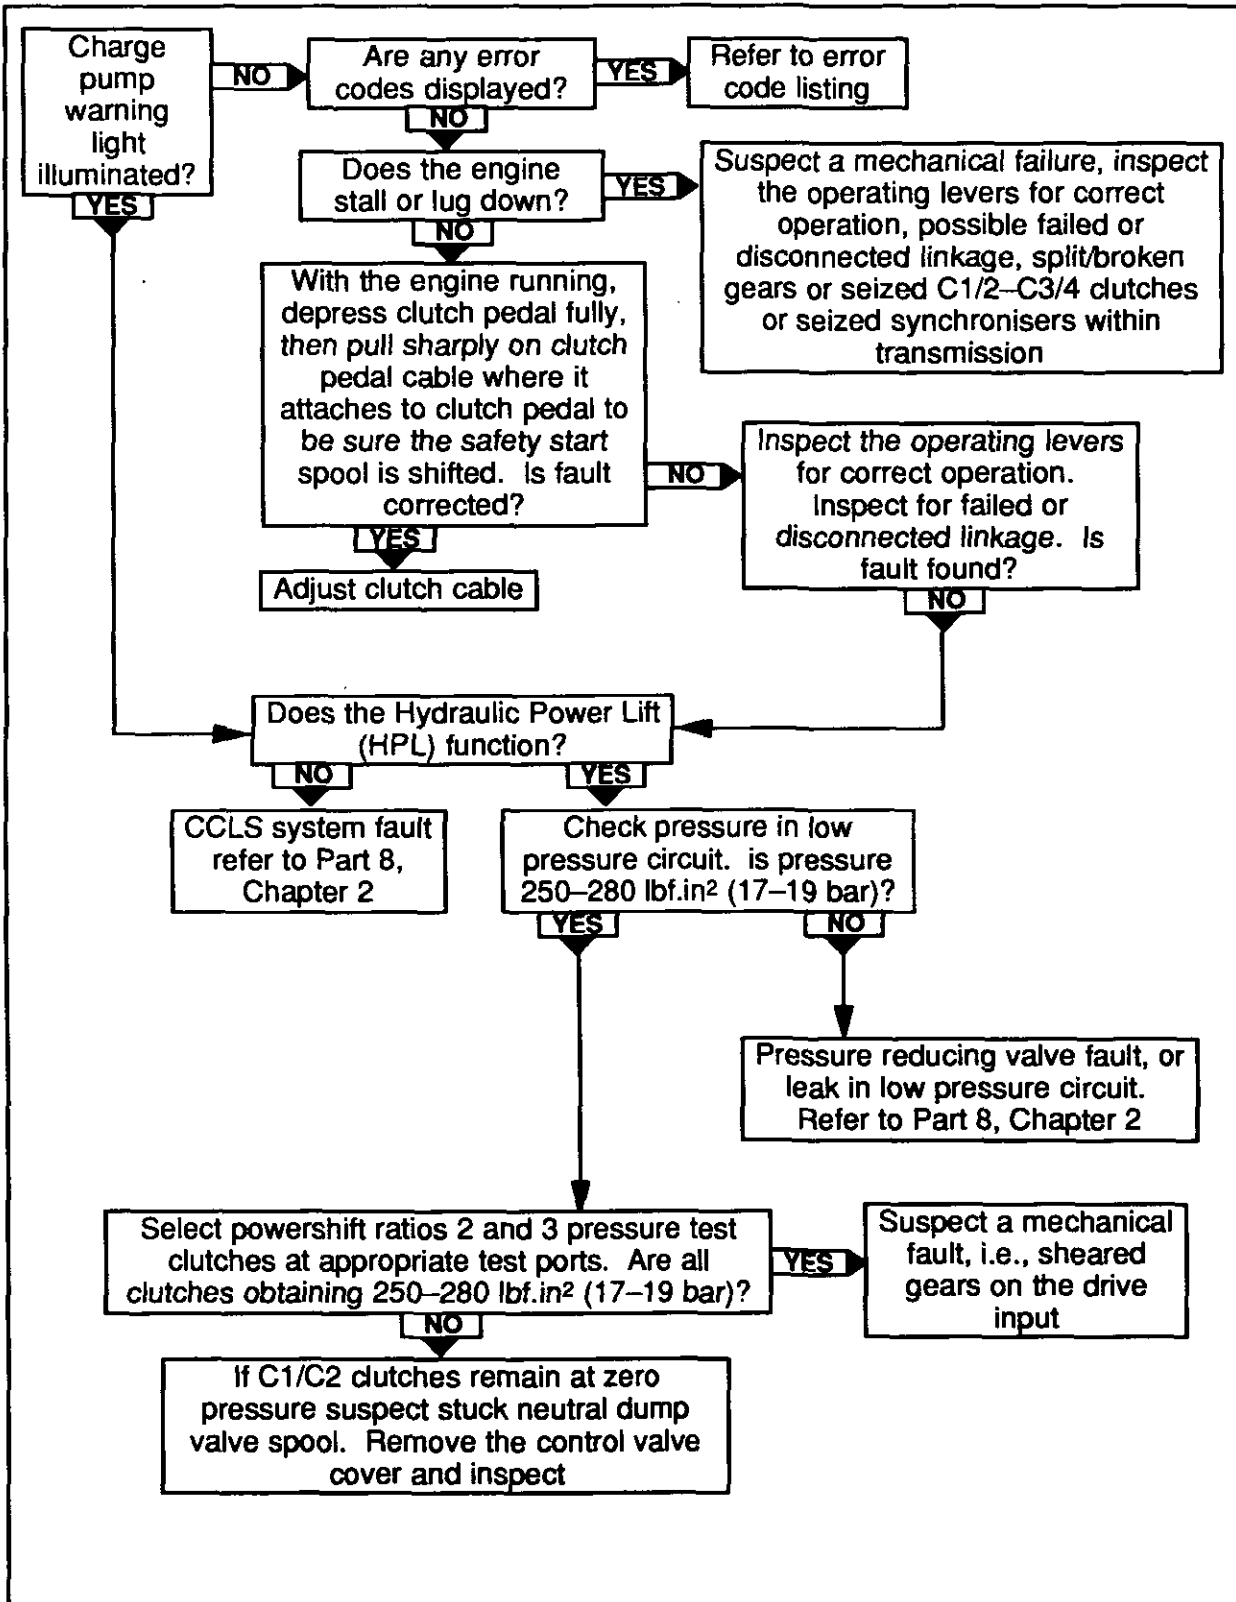 Charge
pump
warning
light
illuminated?
NO
Are any error
codes displayed?
YES
Refer to error
code listing
NO
YES
Does the engine
stall or lug down?
YES
Suspect a mechanical failure, inspect
the operating levers for correct
operation, possible failed or
disconnected linkage, split/broken
gears or seized C1/2–C3/4 clutches
or seized synchronisers within
transmission
NO
With the engine running,
depress clutch pedal fully,
then pull sharply on clutch
pedal cable where it
attaches to clutch pedal to
be sure the safety start
spool is shifted. Is fault
corrected?
NO
Inspect the operating levers
for correct operation.
Inspect for failed or
disconnected linkage. Is
fault found?
YES
Adjust clutch cable
NO
Does the Hydraulic Power Lift
(HPL) function?
NO
YES
CCLS system fault
refer to Part 8,
Chapter 2
Check pressure in low
pressure circuit. is pressure
250–280 lbf.in² (17–19 bar)?
YES
NO
Pressure reducing valve fault, or
leak in low pressure circuit.
Refer to Part 8, Chapter 2
Select powershift ratios 2 and 3 pressure test
clutches at appropriate test ports. Are all
clutches obtaining 250–280 lbf.in² (17–19 bar)?
YES
Suspect a mechanical
fault, i.e., sheared
gears on the drive
input
NO
If C1/C2 clutches remain at zero
pressure suspect stuck neutral dump
valve spool. Remove the control valve
cover and inspect